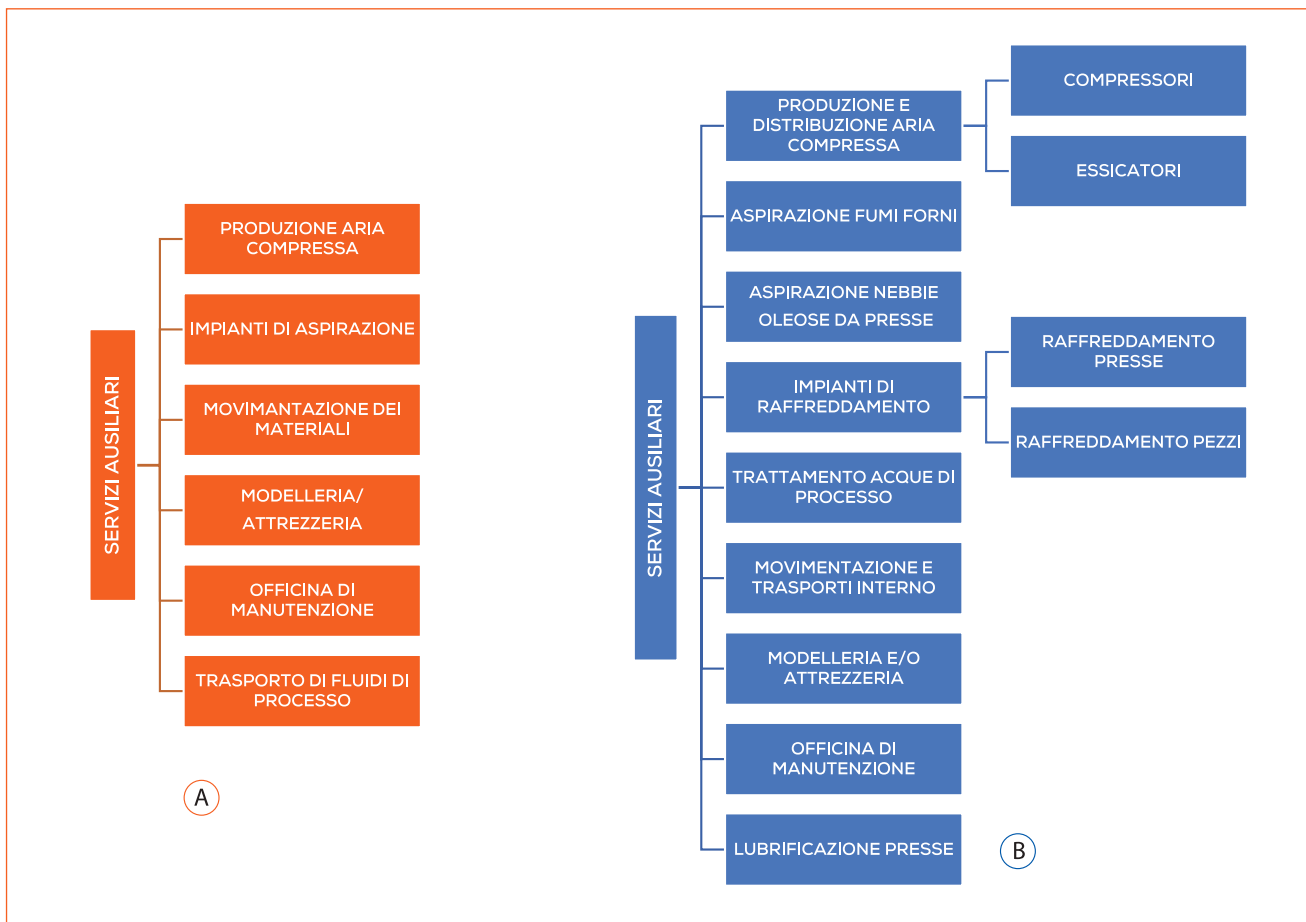 SERVIZI AUSILIARI
PRODUZIONE ARIA
COMPRESSA
IMPIANTI DI ASPIRAZIONE
MOVIMANTAZIONE DEI
MATERIALI
MODELLERIA/
ATTREZZERIA
OFFICINA DI
MANUTENZIONE
TRASPORTO DI FLUIDI DI
PROCESSO
A
SERVIZI AUSILIARI
PRODUZIONE E
DISTRIBUZIONE ARIA
COMPRESSA
COMPRESSORI
ESSICATORI
ASPIRAZIONE FUMI FORNI
ASPIRAZIONE NEBBIE
OLEOSE DA PRESSE
IMPIANTI DI
RAFFREDDAMENTO
RAFFREDDAMENTO
PRESSE
RAFFREDDAMENTO PEZZI
TRATTAMENTO ACQUE DI
PROCESSO
MOVIMENTAZIONE E
TRASPORTI INTERNO
MODELLERIA E/O
ATTREZZERIA
OFFICINA DI
MANUTENZIONE
LUBRIFICAZIONE PRESSE
B